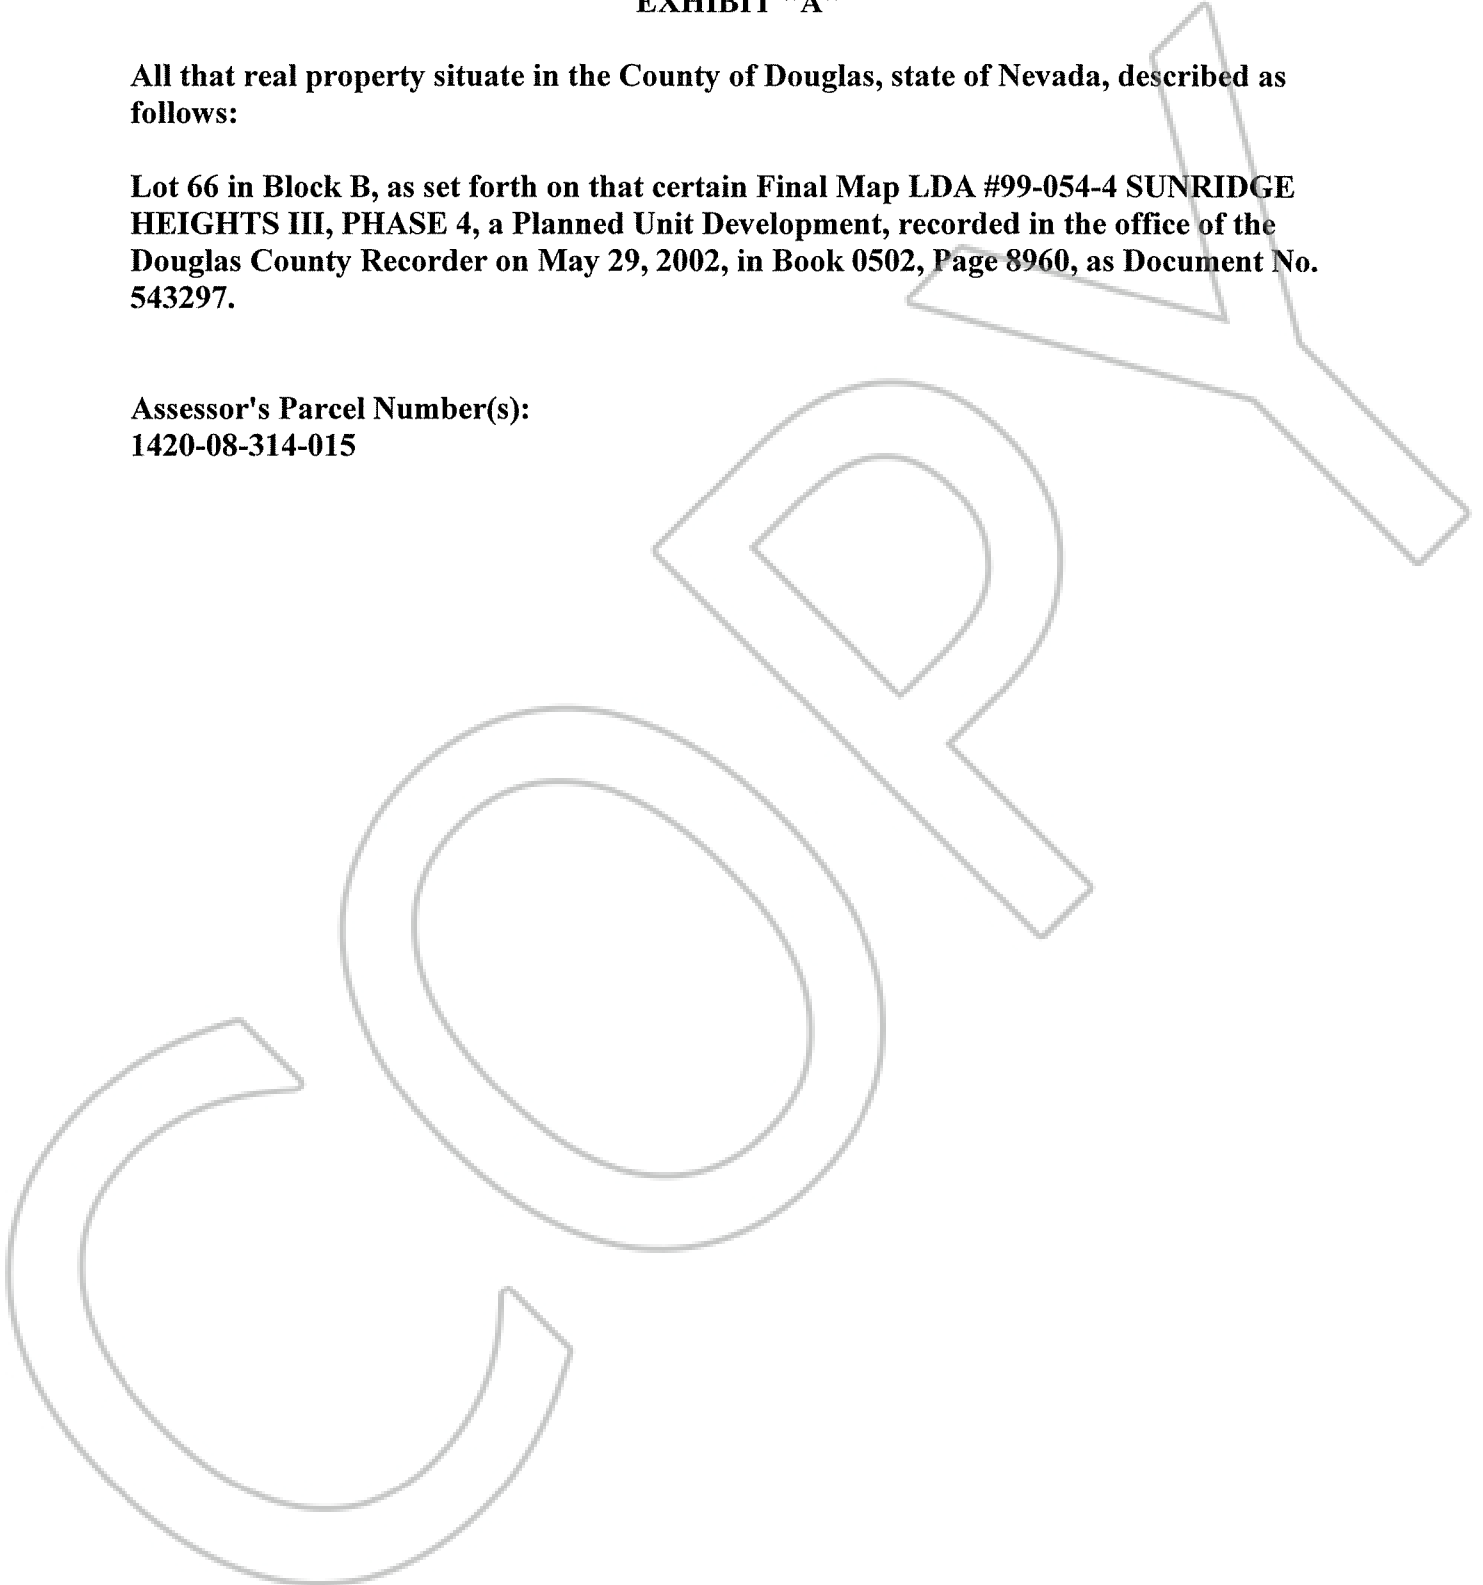 EXHIBIT "A"
All that real property situate in the County of Douglas, state of Nevada, described as
follows:
Lot 66 in Block B, as set forth on that certain Final Map LDA #99-054-4 SUNRIDGE
HEIGHTS III, PHASE 4, a Planned Unit Development, recorded in the office of the
Douglas County Recorder on May 29, 2002, in Book 0502, Page 8960, as Document No.
543297.
Assessor's Parcel Number(s):
1420-08-314-015
COPY